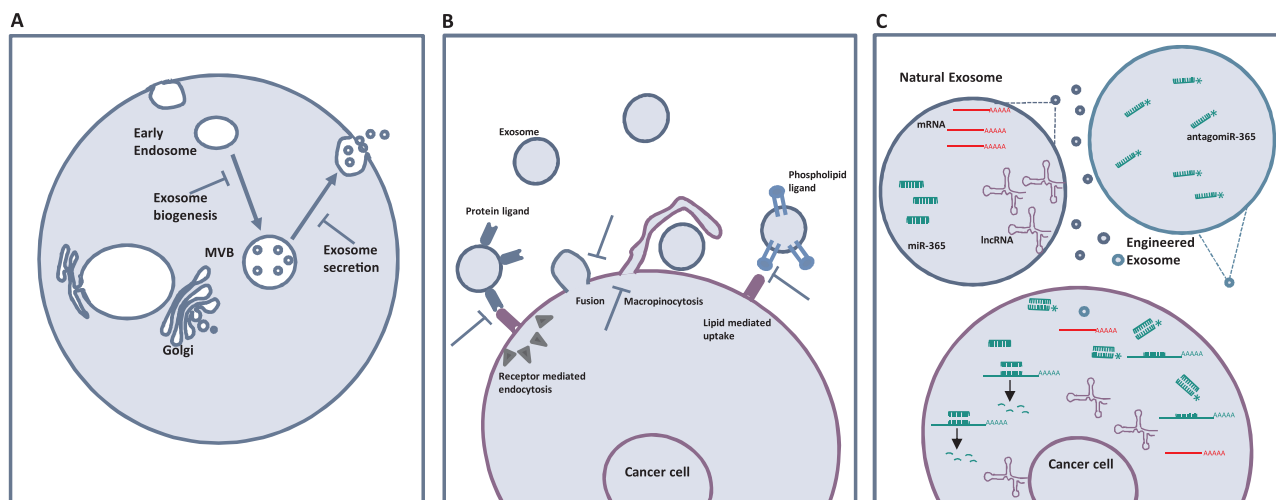 A
Early
Endosome
Exosome
biogenesis
MVB
Exosome
secretion
Golgi
B
Exosome
Phospholipid
ligand
Protein ligand
Fusion
Macropinocytosis
Lipid mediated
uptake
Receptor mediated
endocytosis
Cancer cell
C
Natural Exosome
AAAAA
mRNA
AAAAA
AAAAA
miR-365
lncRNA
antagomiR-365
Engineered
Exosome
AAAAA
AAAAA
AAAAA
AAAAA
AAAAA
AAAAA
Cancer cell